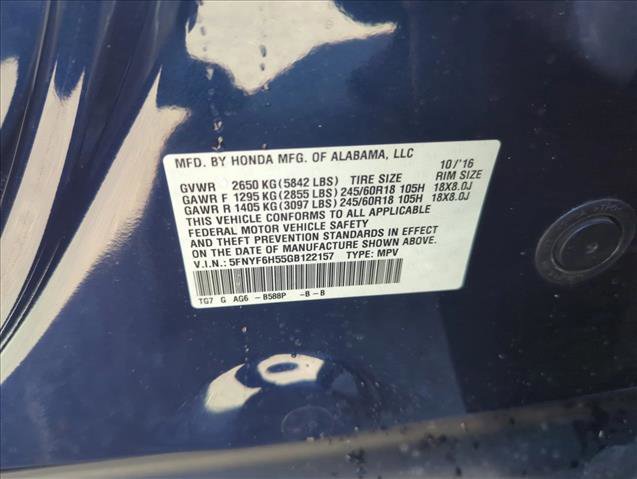 MFD. BY HONDA MFG. OF ALABAMA, LLC 10/'16
GVWR 2650 KG (5842 LBS) TIRE SIZE RIM SIZE
GAWR F 1295 KG (2855 LBS) 245/60R18 105H 18X8.0J
GAWR R 1405 KG (3097 LBS) 245/60R18 105H 18X8.0J
THIS VEHICLE CONFORMS TO ALL APPLICABLE
FEDERAL MOTOR VEHICLE SAFETY
AND THEFT PREVENTION STANDARDS IN EFFECT
ON THE DATE OF MANUFACTURE SHOWN ABOVE.
V.I.N.: 5FNYF6H55GB122157 TYPE: MPV
TG7 G AG6 - B588P - B - B